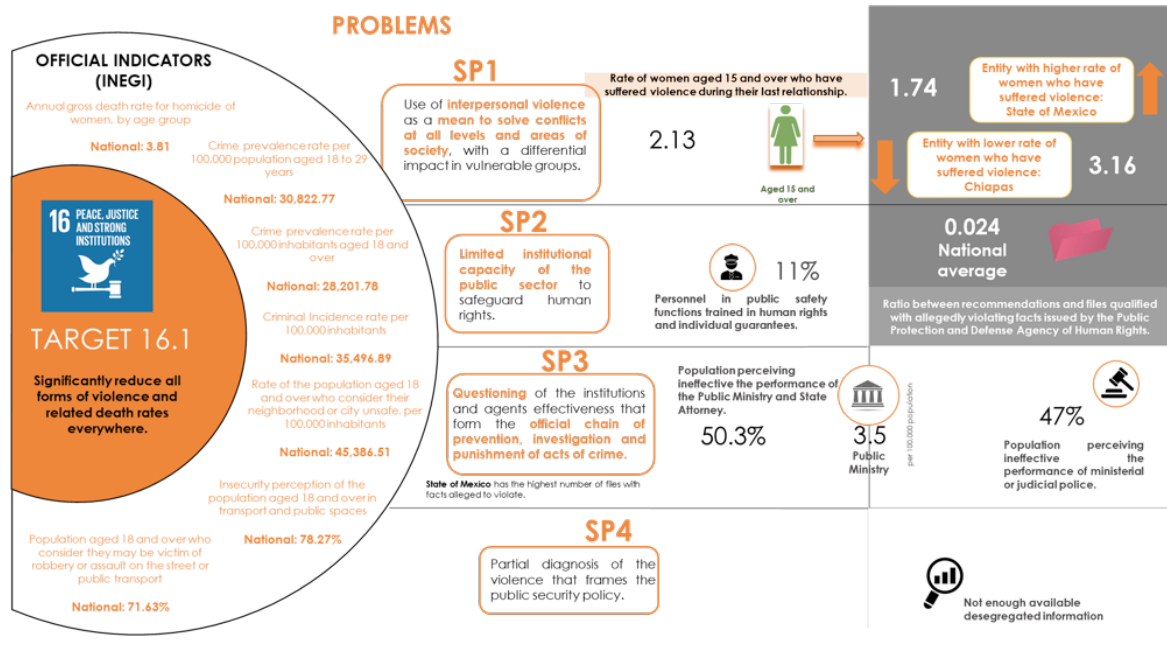 PROBLEMS
OFFICIAL INDICATORS
(INEGI)
Annual gross death rate for homicide of
women, by age group
National: 3.81
Crime prevalence rate per
100,000 population aged 18 to 29
years
National: 30,822.77
Crime prevalence rate per
100,000 inhabitants aged 18 and
over
National: 28,201.78
Criminal Incidence rate per
100,000 inhabitants
National: 35,496.89
Rate of the population aged 18
and over who consider their
neighborhood or city unsafe, per
100,000 inhabitants
National: 45,386.51
Insecurity perception of the
population aged 18 and over in
transport and public spaces
National: 78.27%
Population aged 18 and over who
consider they may be victim of
robbery or assault on the street or
public transport
National: 71.63%
16 PEACE, JUSTICE
AND STRONG
INSTITUTIONS
TARGET 16.1
Significantly reduce all
forms of violence and
related death rates
everywhere.
SP1
Use of interpersonal violence
as a mean to solve conflicts
at all levels and areas of
society, with a differential
impact in vulnerable groups.
Rate of women aged 15 and over who have
suffered violence during their last relationship.
2.13
Aged 15 and
over
1.74
Entity with higher rate of
women who have
suffered violence:
State of Mexico
Entity with lower rate of
women who have
suffered violence:
Chiapas
3.16
SP2
Limited institutional
capacity of the
public sector to
safeguard human
rights.
11%
Personnel in public safety
functions trained in human rights
and individual guarantees.
0.024
National
average
Ratio between recommendations and files qualified
with allegedly violating facts issued by the Public
Protection and Defense Agency of Human Rights.
SP3
Questioning of the institutions
and agents effectiveness that
form the official chain of
prevention, investigation and
punishment of acts of crime.
State of Mexico has the highest number of files with
facts alleged to violate.
Population perceiving
ineffective the performance of
the Public Ministry and State
Attorney.
50.3%
3.5
Public
Ministry
per 100,000 population
47%
Population perceiving
ineffective the
performance of ministerial
or judicial police.
SP4
Partial diagnosis of the
violence that frames the
public security policy.
Not enough available
desegregated information